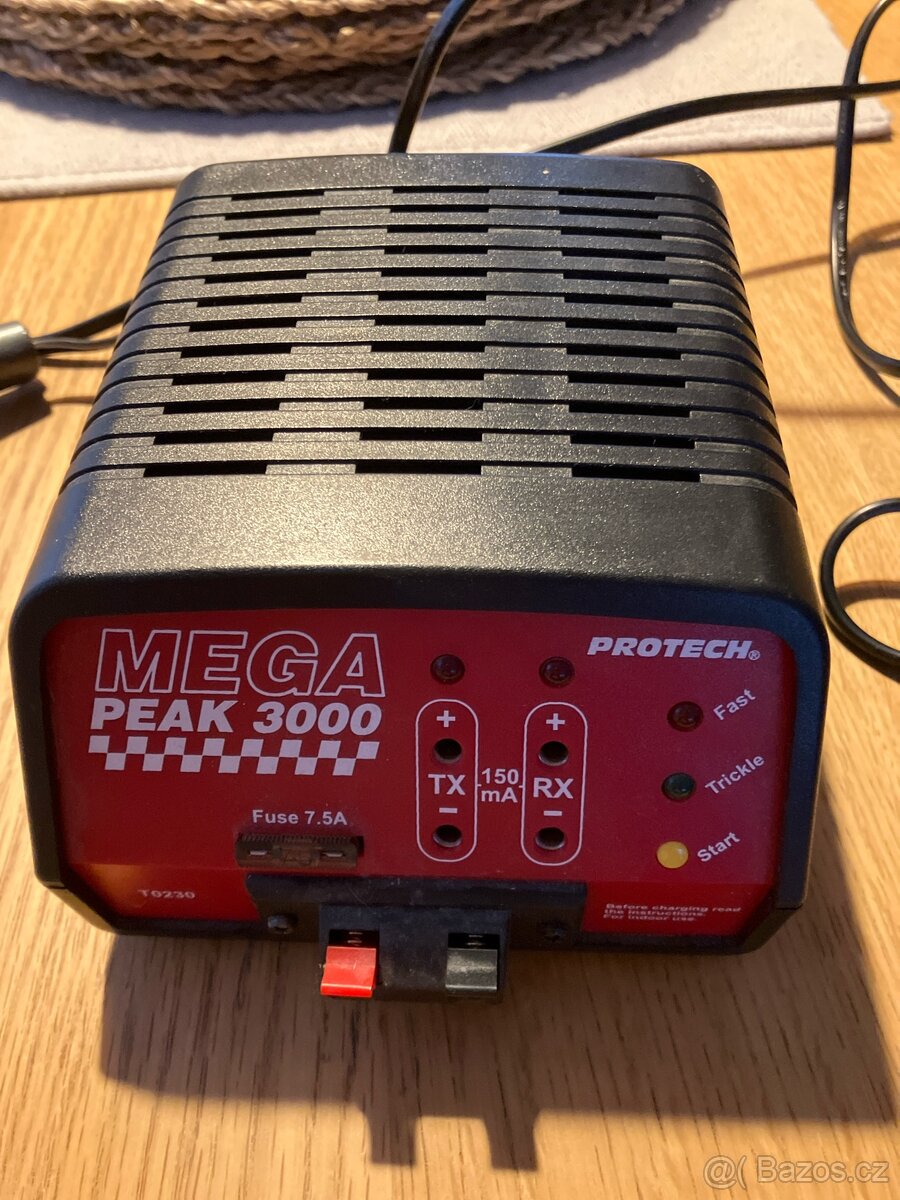 MEGA
PEAK 3000
PROTECH®
Fast
Trickle
Start
+ +
TX 150 mA RX
– –
Fuse 7.5A
T0230
Before charging read
the instructions.
For indoor use.
@( Bazos.cz